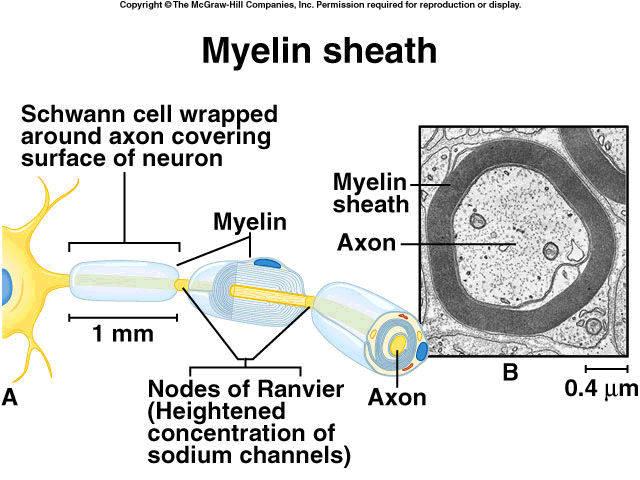 Copyright © The McGraw-Hill Companies, Inc. Permission required for reproduction or display.
Myelin sheath
Schwann cell wrapped
around axon covering
surface of neuron
Myelin
1 mm
Nodes of Ranvier
(Heightened
concentration of
sodium channels)
Axon
A
Myelin
sheath
Axon
B
0.4 µm